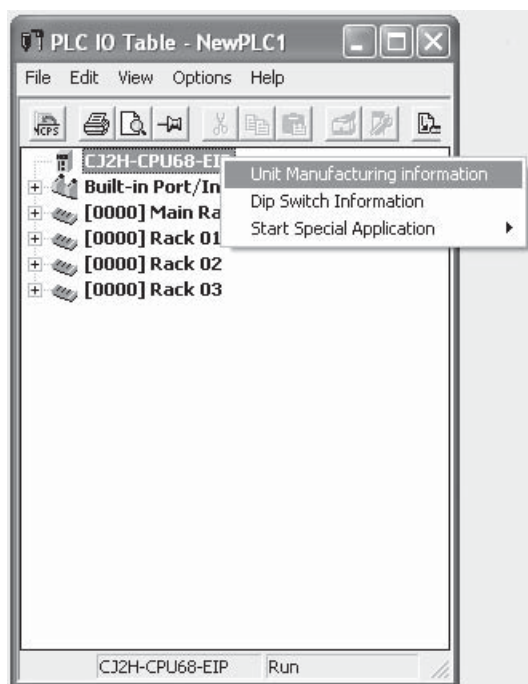 PLC IO Table - NewPLC1
File Edit View Options Help
NCPS
CJ2H-CPU68-EIP
Unit Manufacturing information
Built-in Port/In
Dip Switch Information
[0000] Main Ra
Start Special Application
[0000] Rack 01
[0000] Rack 02
[0000] Rack 03
CJ2H-CPU68-EIP Run